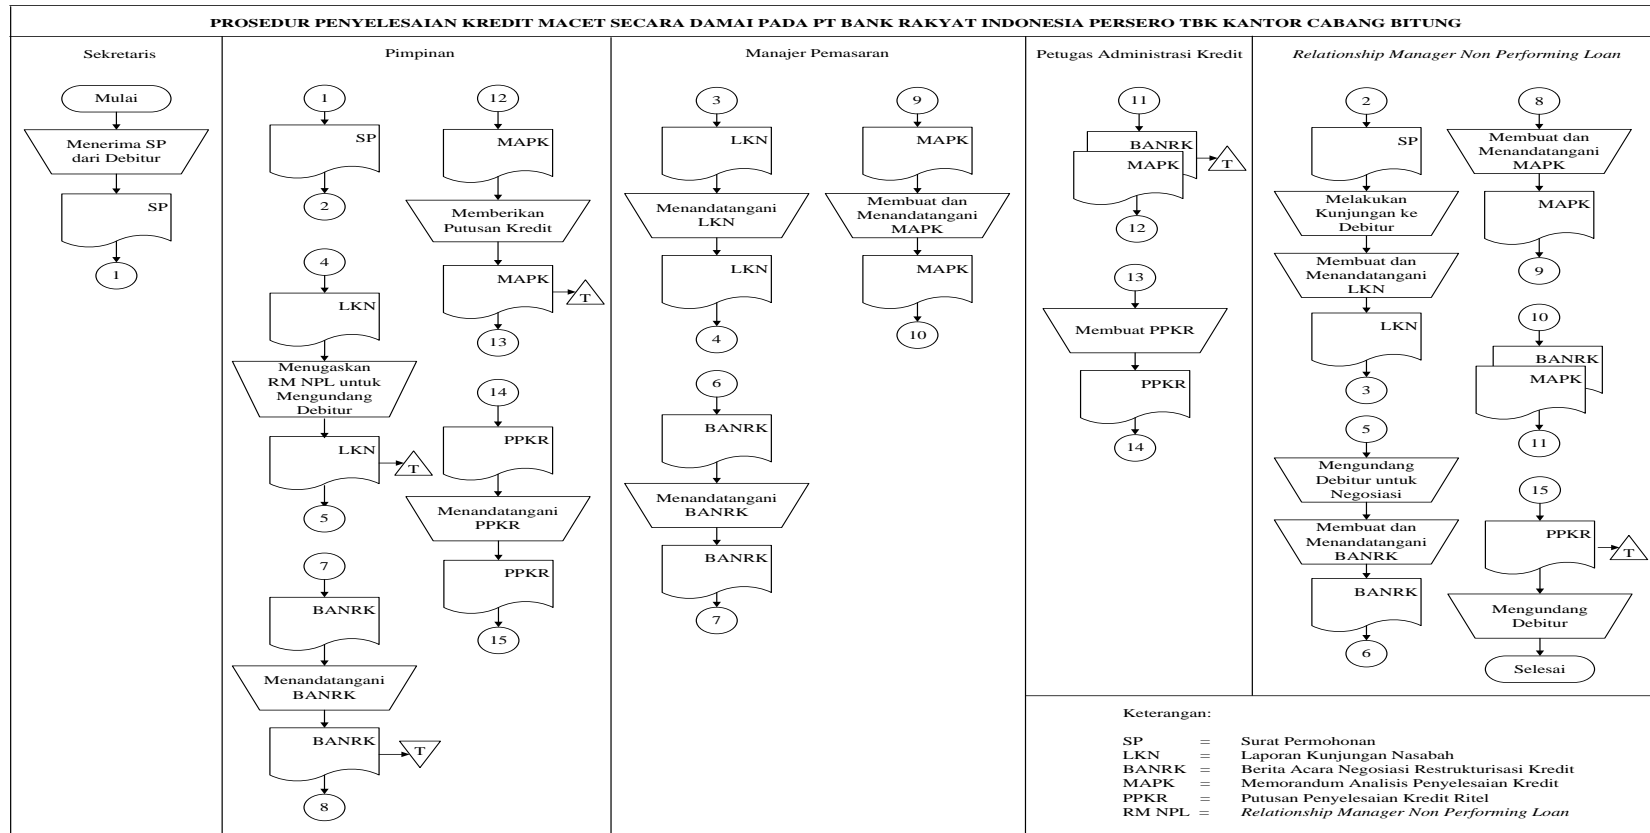 PROSEDUR PENYELESAIAN KREDIT MACET SECARA DAMAI PADA PT BANK RAKYAT INDONESIA PERSERO TBK KANTOR CABANG BITUNG
Sekretaris
Mulai
Menerima SP
dari Debitur
SP
1
Pimpinan
1
SP
2
4
LKN
Menugaskan
RM NPL untuk
Mengundang
Debitur
LKN
T
5
7
BANRK
Menandatangani
BANRK
BANRK
T
8
12
MAPK
Memberikan
Putusan Kredit
MAPK
T
13
14
PPKR
Menandatangani
PPKR
PPKR
15
Manajer Pemasaran
3
LKN
Menandatangani
LKN
LKN
4
6
BANRK
Menandatangani
BANRK
BANRK
7
9
MAPK
Membuat dan
Menandatangani
MAPK
MAPK
10
Petugas Administrasi Kredit
11
BANRK
MAPK
T
12
13
Membuat PPKR
PPKR
14
Relationship Manager Non Performing Loan
2
SP
Melakukan
Kunjungan ke
Debitur
Membuat dan
Menandatangani
LKN
LKN
3
5
Mengundang
Debitur untuk
Negosiasi
Membuat dan
Menandatangani
BANRK
BANRK
6
8
Membuat dan
Menandatangani
MAPK
MAPK
9
10
BANRK
MAPK
11
15
PPKR
T
Mengundang
Debitur
Selesai
Keterangan:
SP = Surat Permohonan
LKN = Laporan Kunjungan Nasabah
BANRK = Berita Acara Negosiasi Restrukturisasi Kredit
MAPK = Memorandum Analisis Penyelesaian Kredit
PPKR = Putusan Penyelesaian Kredit Ritel
RM NPL = Relationship Manager Non Performing Loan